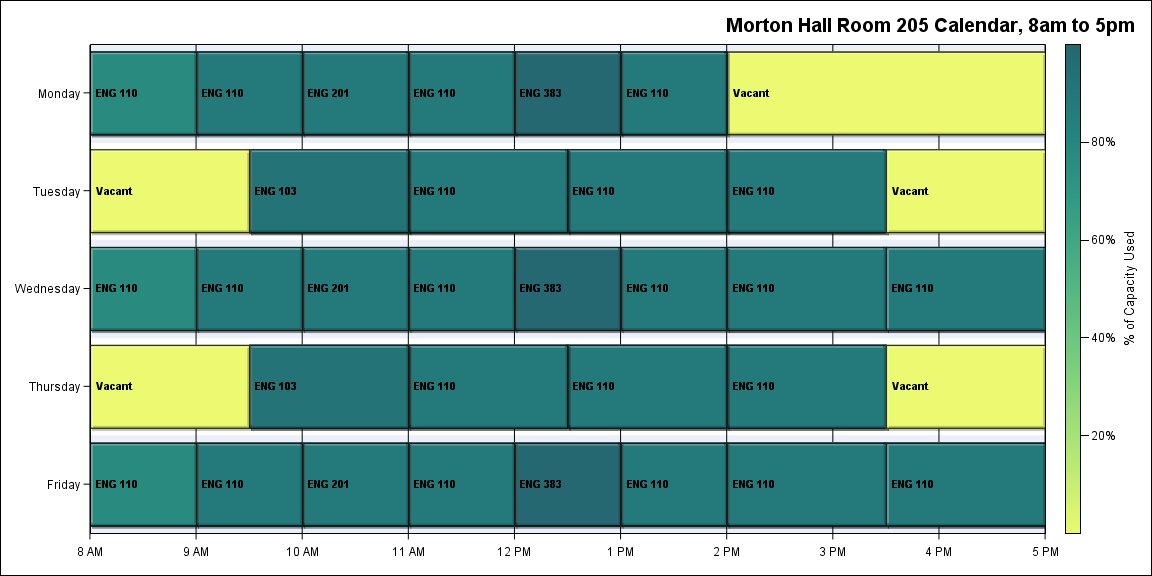 Morton Hall Room 205 Calendar, 8am to 5pm
Monday ENG 110 ENG 110 ENG 201 ENG 110 ENG 383 ENG 110 Vacant
Tuesday Vacant ENG 103 ENG 110 ENG 110 ENG 110 Vacant
Wednesday ENG 110 ENG 110 ENG 201 ENG 110 ENG 383 ENG 110 ENG 110 ENG 110
Thursday Vacant ENG 103 ENG 110 ENG 110 ENG 110 Vacant
Friday ENG 110 ENG 110 ENG 201 ENG 110 ENG 383 ENG 110 ENG 110 ENG 110
8 AM 9 AM 10 AM 11 AM 12 PM 1 PM 2 PM 3 PM 4 PM 5 PM
80%
60%
40%
20%
% of Capacity Used